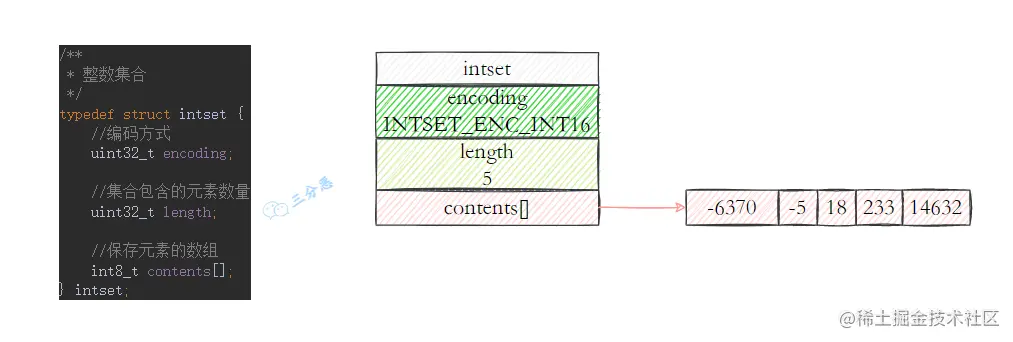 /**
 * 整数集合
 */
typedef struct intset {
    //编码方式
    uint32_t encoding;
    //集合包含的元素数量
    uint32_t length;
    //保存元素的数组
    int8_t contents[];
} intset;
三分恶
intset
encoding
INTSET_ENC_INT16
length
5
contents[]
-6370 -5 18 233 14632
@稀土掘金技术社区